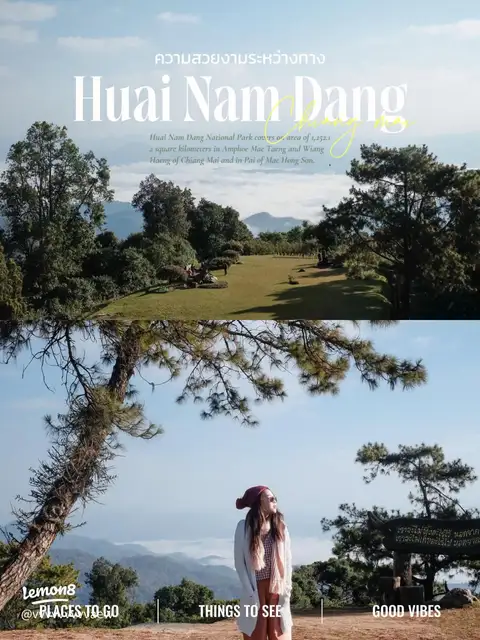 ความสวยงามระหว่างทาง
Huai Nam Dang
Huai Nam Dang National Park covers an area of 1,252.1
2 square kilometers in Amphoe Mae Taeng and Wiang
Haeng of Chiang Mai and in Pai of Mae Hong Son.
Lemon8
PLACES TO GO
THINGS TO SEE
GOOD VIBES